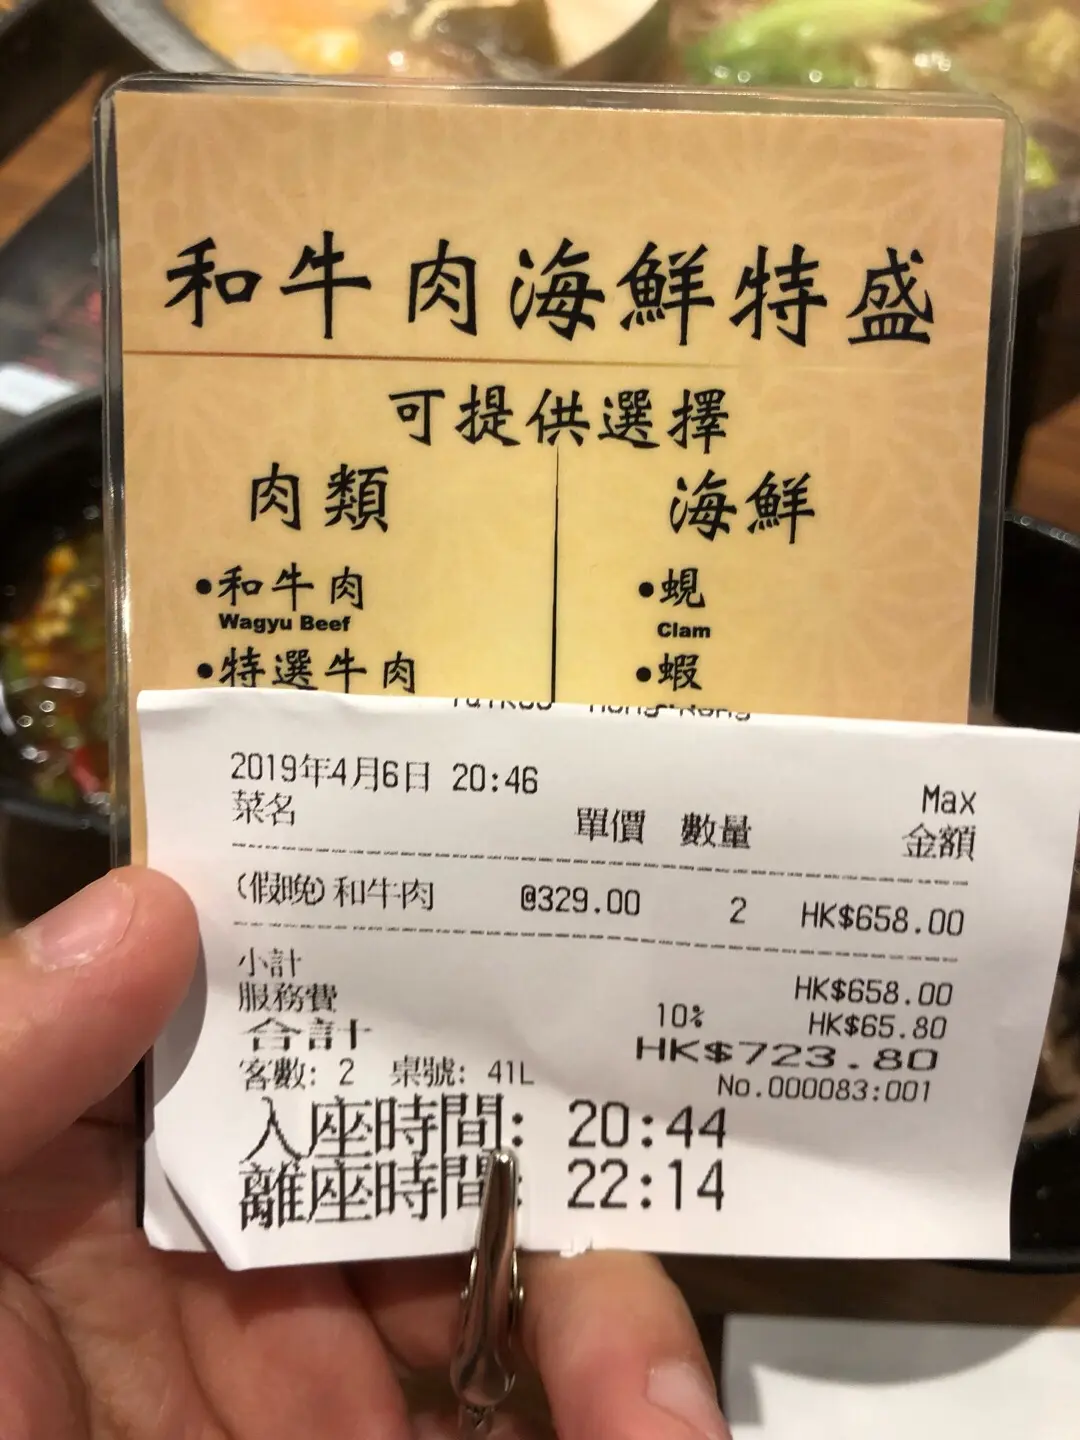 和牛肉海鮮特盛
可提供選擇
肉類
海鮮
•和牛肉
Wagyu Beef
•特選牛肉
•蜆
Clam
•蝦
2019年4月6日 20:46
Max
菜名 單價 數量 金額
(假晚)和牛肉 @329.00 2 HK$658.00
小計 HK$658.00
服務費 10% HK$65.80
合計 HK$723.80
客數: 2 桌號: 41L No.000083:001
入座時間: 20:44
離座時間: 22:14